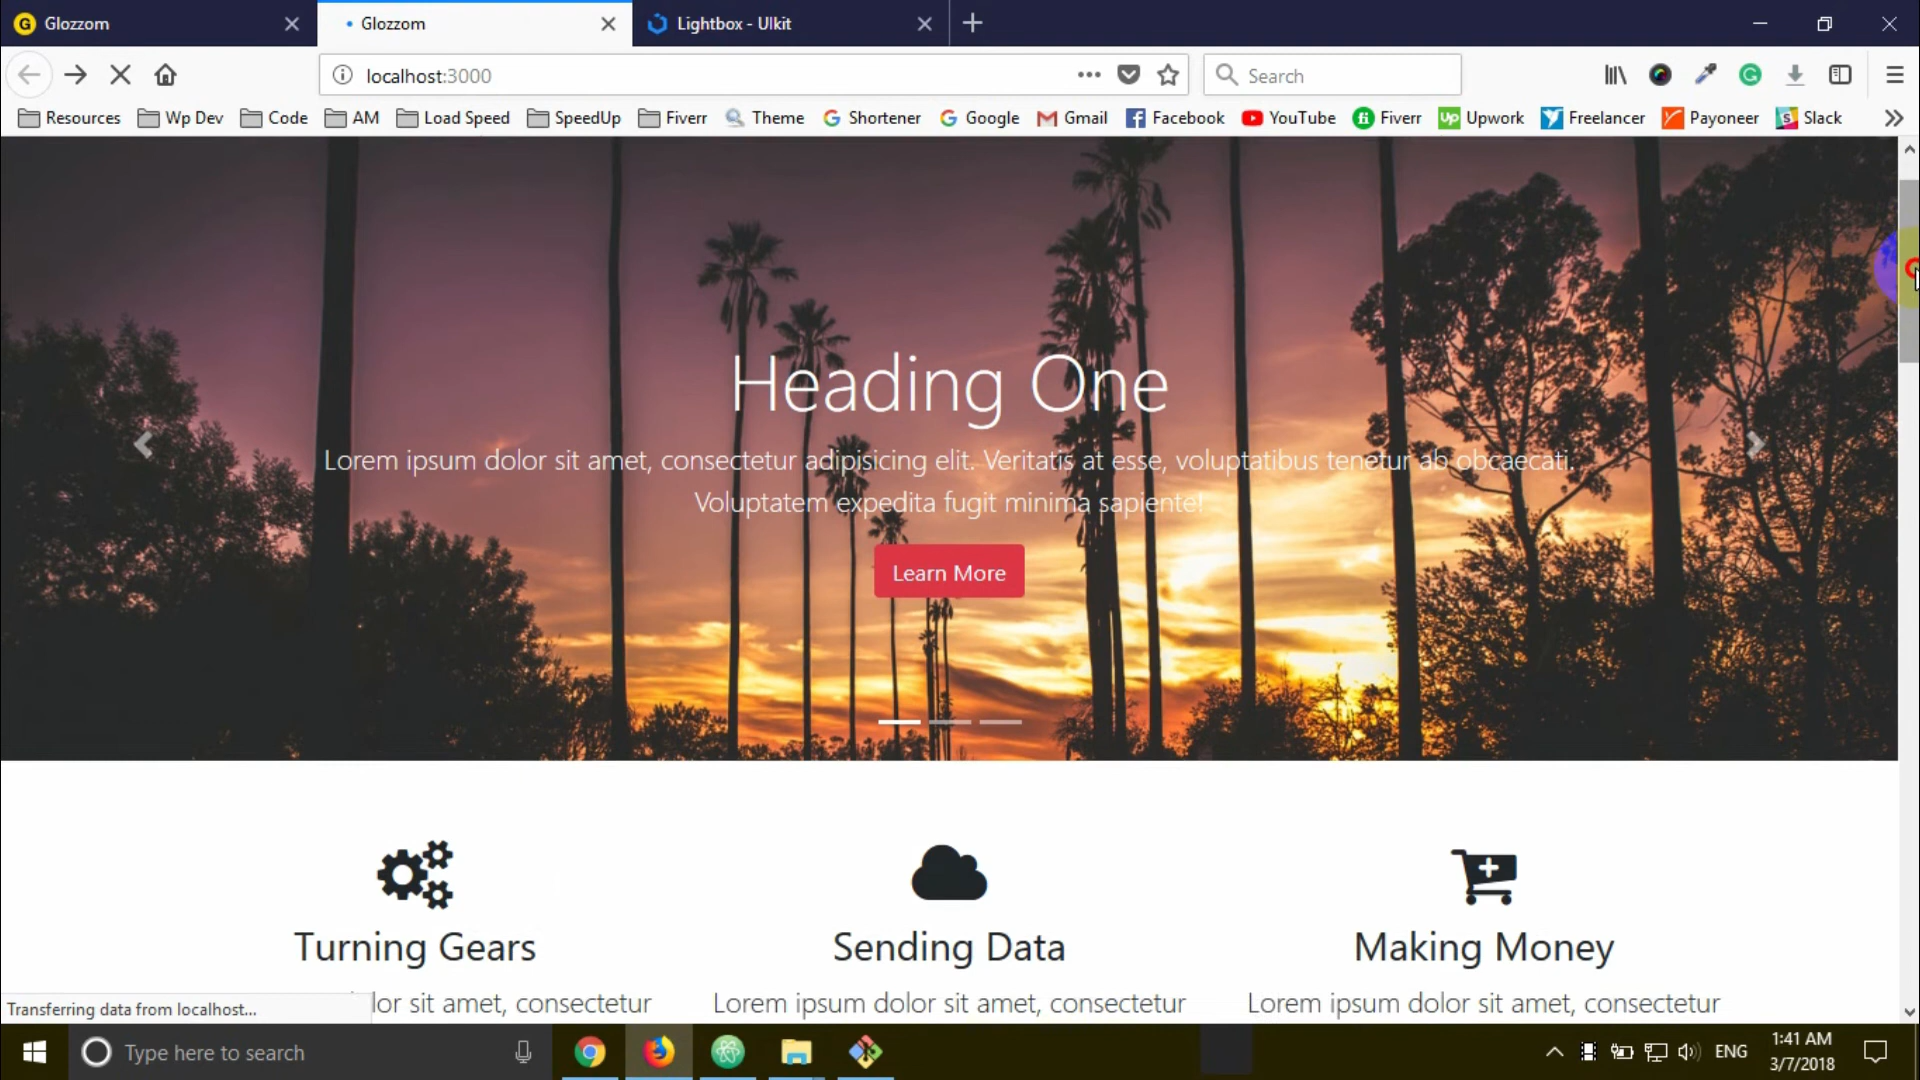 Glozzom
Glozzom
Lightbox - UIkit
localhost:3000
Search
Resources Wp Dev Code AM Load Speed SpeedUp Fiverr Theme Shortener Google Gmail Facebook YouTube Fiverr Upwork Freelancer Payoneer Slack
Heading One
Lorem ipsum dolor sit amet, consectetur adipisicing elit. Veritatis at esse, voluptatibus tenetur ab obcaecati.
Voluptatem expedita fugit minima sapiente!
Learn More
Turning Gears
Sending Data
Making Money
lor sit amet, consectetur
Lorem ipsum dolor sit amet, consectetur
Lorem ipsum dolor sit amet, consectetur
Transferring data from localhost...
Type here to search
ENG
1:41 AM
3/7/2018